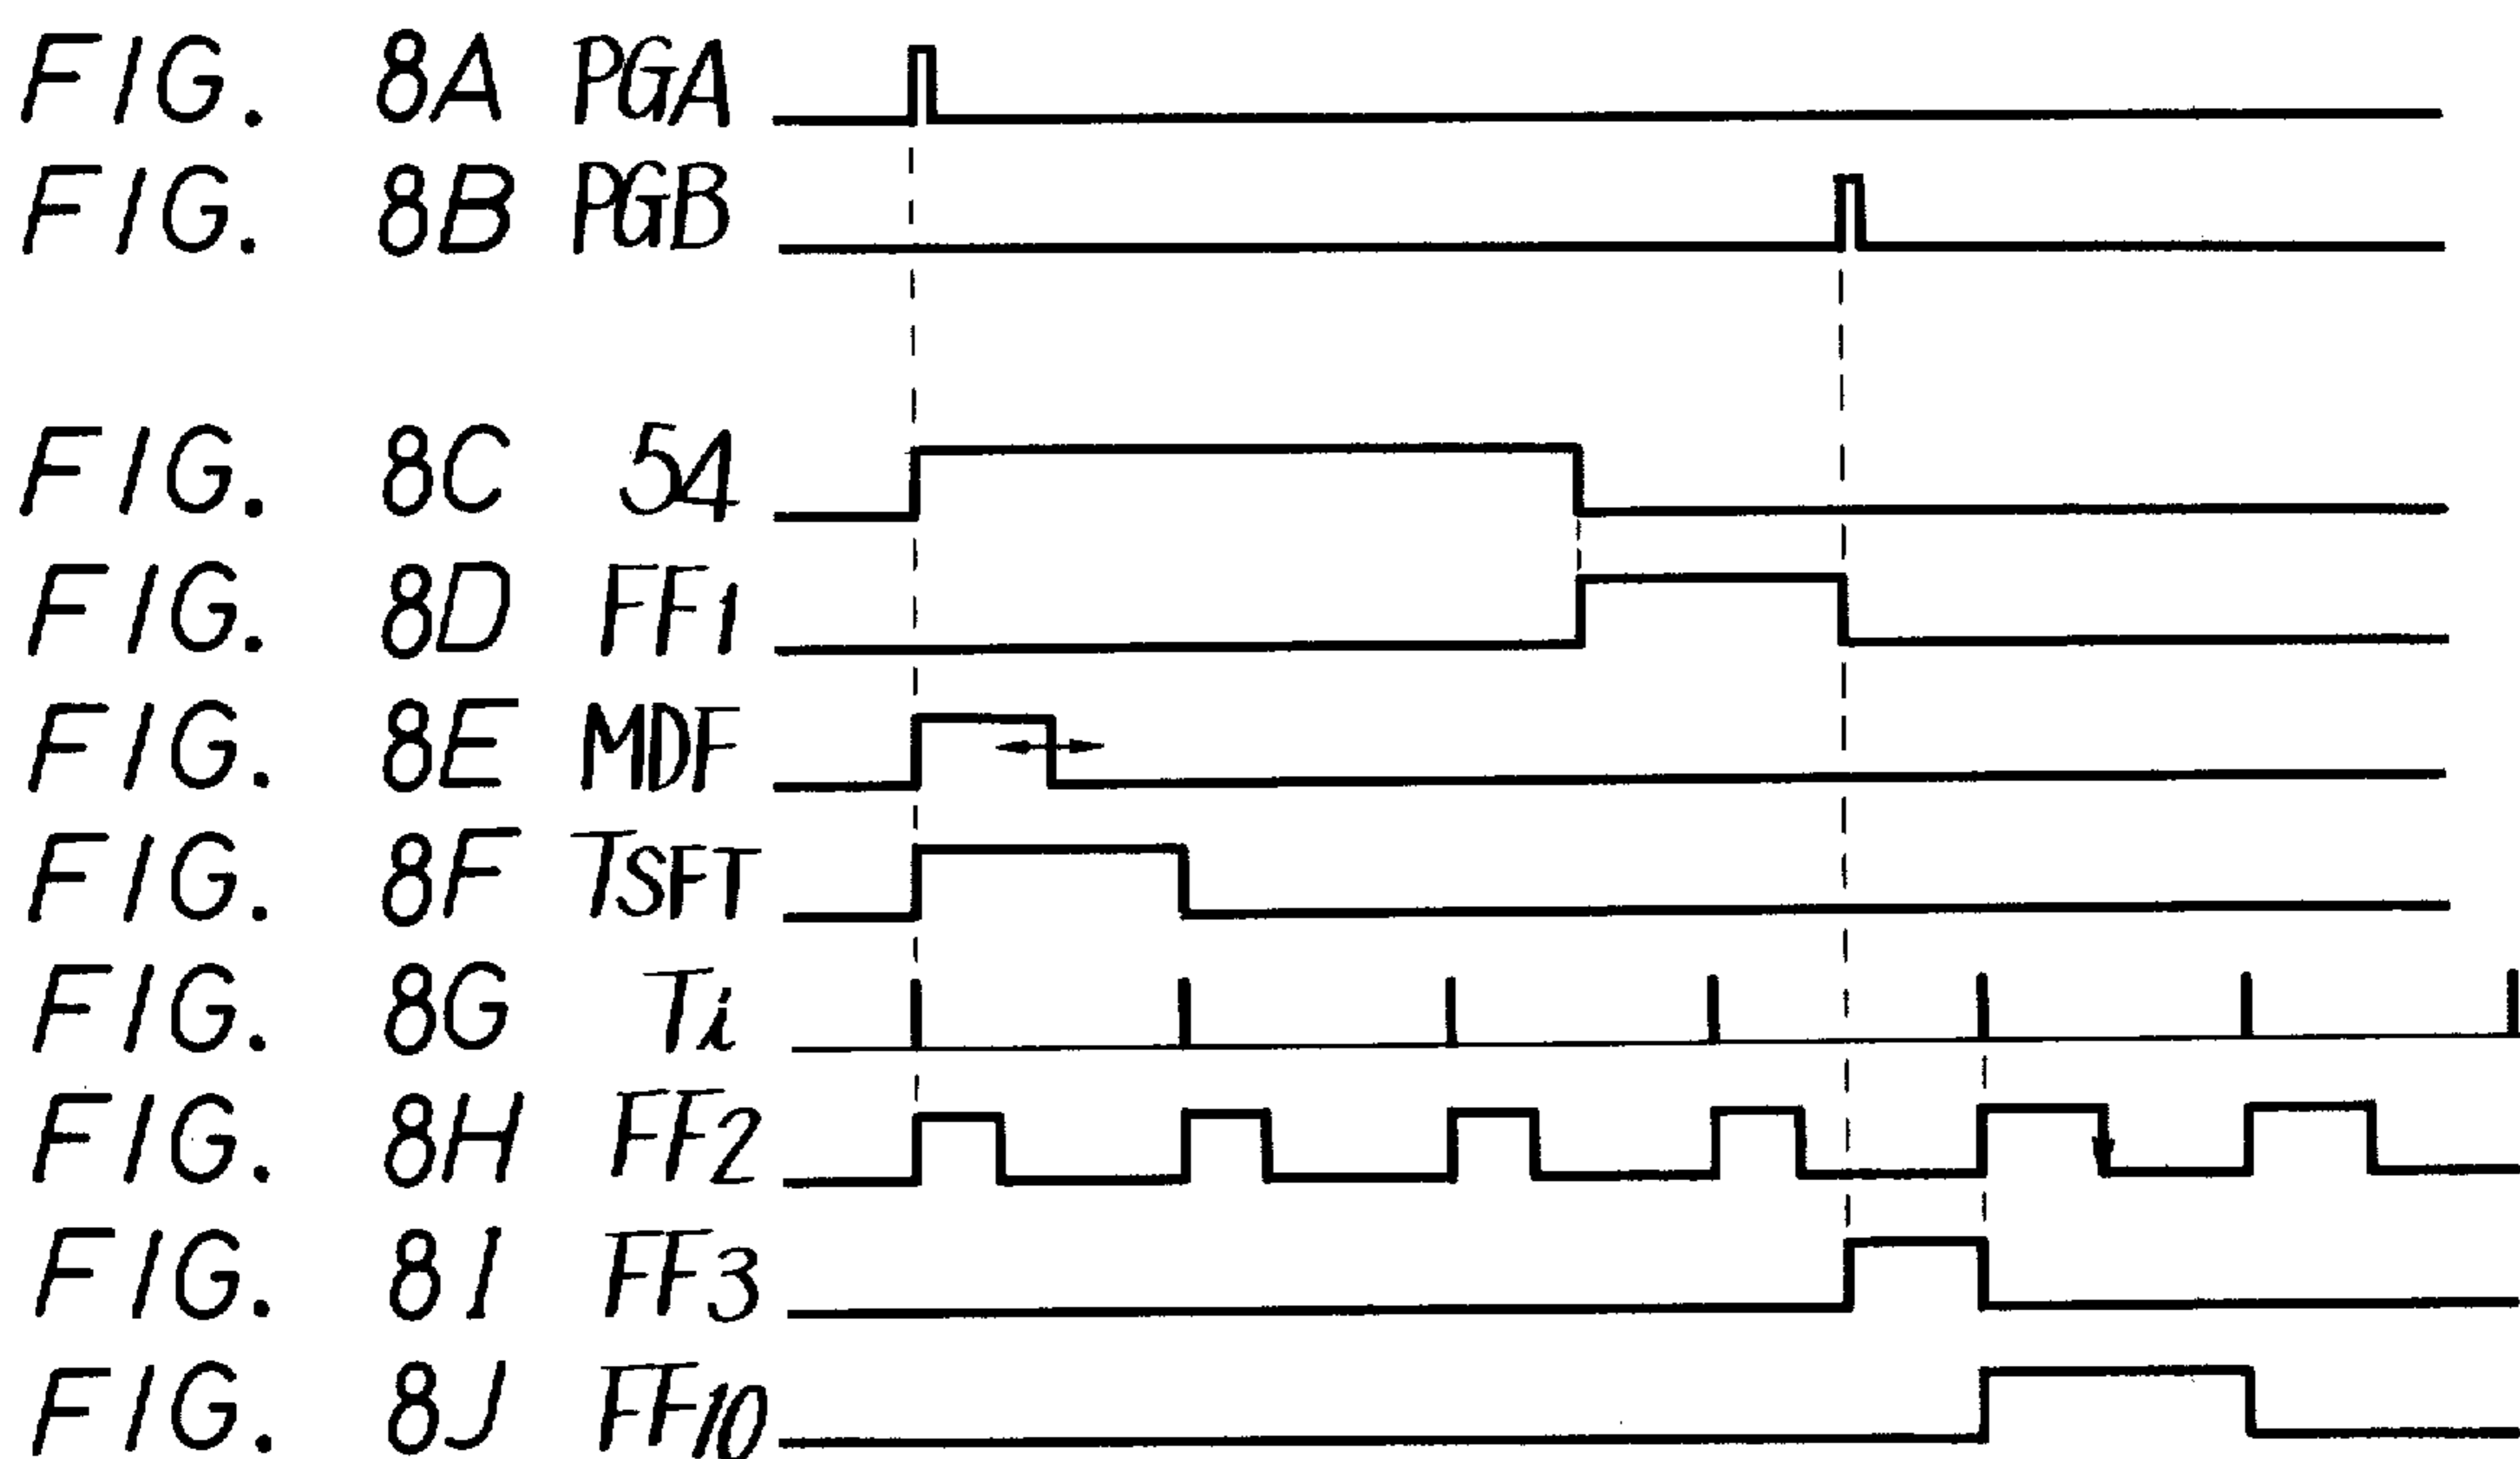 FIG. 8A PGA
FIG. 8B PGB
FIG. 8C 54
FIG. 8D FF1
FIG. 8E MDF
FIG. 8F TSFT
FIG. 8G Ti
FIG. 8H FF2
FIG. 8I FF3
FIG. 8J FF10